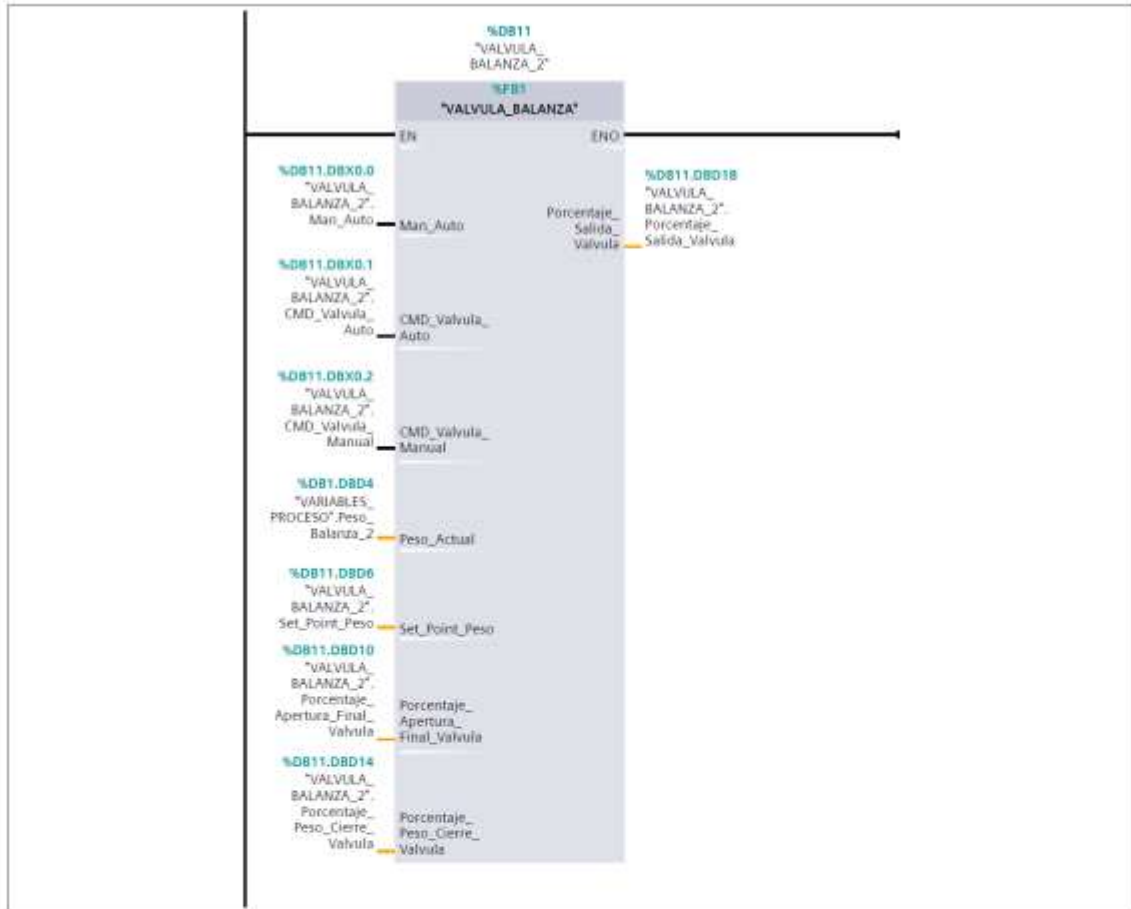 %DB11
"VALVULA_
BALANZA_2"
%FB1
"VALVULA_BALANZA"
EN
ENO
%DB11.DBX0.0
"VALVULA_
BALANZA_2".
Man_Auto
Man_Auto
Porcentaje_
Salida_
Valvula
%DB11.DBD18
"VALVULA_
BALANZA_2".
Porcentaje_
Salida_Valvula
%DB11.DBX0.1
"VALVULA_
BALANZA_2".
CMD_Valvula_
Auto
CMD_Valvula_
Auto
%DB11.DBX0.2
"VALVULA_
BALANZA_2".
CMD_Valvula_
Manual
CMD_Valvula_
Manual
%DB1.DBD4
"VARIABLES_
PROCESO".Peso_
Balanza_2
Peso_Actual
%DB11.DBD6
"VALVULA_
BALANZA_2".
Set_Point_Peso
Set_Point_Peso
%DB11.DBD10
"VALVULA_
BALANZA_2".
Porcentaje_
Apertura_Final_
Valvula
Porcentaje_
Apertura_
Final_Valvula
%DB11.DBD14
"VALVULA_
BALANZA_2".
Porcentaje_
Peso_Cierre_
Valvula
Porcentaje_
Peso_Cierre_
Valvula